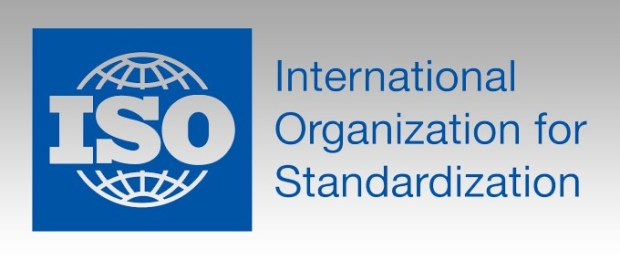 ISO
International
Organization for
Standardization